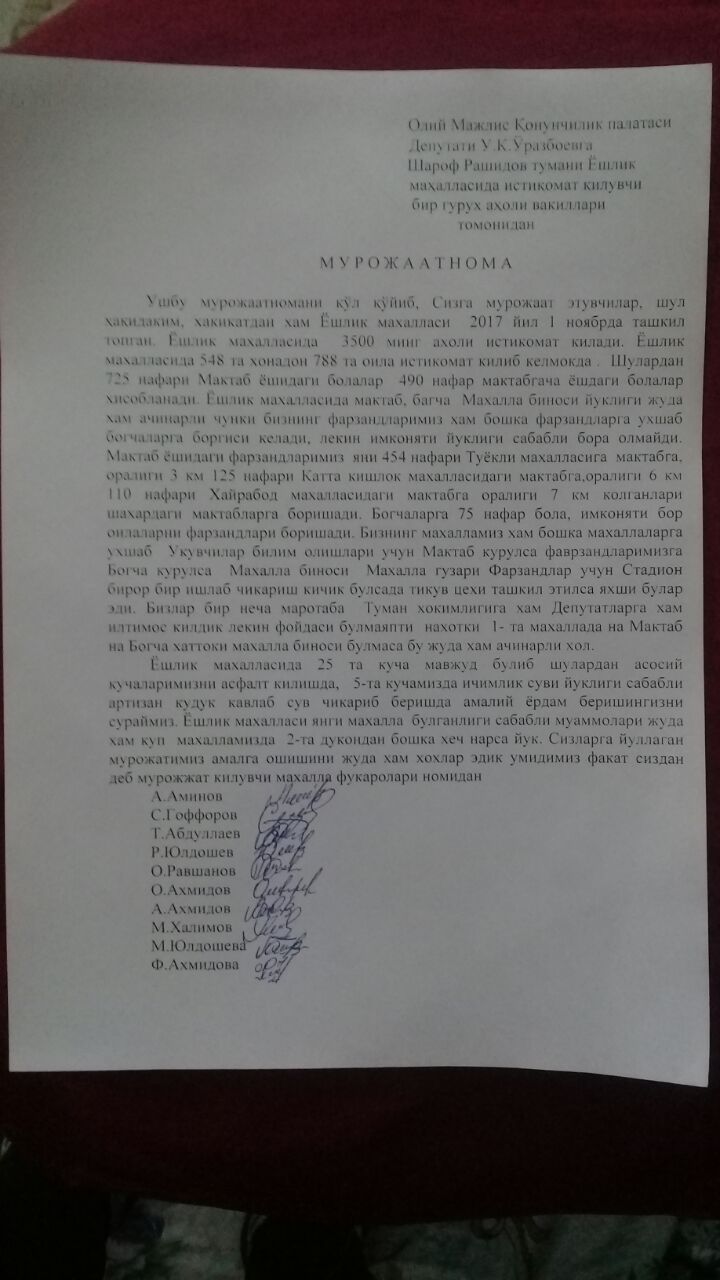 Олий Мажлис Қонунчилик палатаси
Депутати У.К.Ўразбоевга
Шароф Рашидов тумани Ёшлик
махалласида истикомат килувчи
бир гурух аҳоли вакиллари
томонидан
МУРОЖААТНОМА
Ушбу мурожаатномани қўл қўйиб, Сизга мурожаат этувчилар, шул
ҳақидаким, хакикатдан хам Ёшлик махалласи 2017 йил 1 ноябрда ташкил
топган. Ёшлик махалласида 3500 минг ахоли истикомат килади. Ёшлик
махалласида 548 та хонадон 788 та оила истикомат килиб келмокда . Шулардан
725 нафари Мактаб ёшидаги болалар 490 нафар мактабгача ёшдаги болалар
хисобланади. Ёшлик махалласида мактаб, багча Махалла биноси йуклиги жуда
хам ачинарли чунки бизнинг фарзандларимиз хам бошка фарзандларга ухшаб
богчаларга боргиси келади, лекин имконяти йуклиги сабабли бора олмайди.
Мактаб ёшидаги фарзандларимиз яни 454 нафари Туёкли махалласига мактабга,
оралиги 3 км 125 нафари Катта кишлок махалласидаги мактабга,оралиги 6 км
110 нафари Хайрабод махалласидаги мактабга оралиги 7 км колганлари
шахардаги мактабларга боришади. Богчаларга 75 нафар бола, имконяти бор
оилаларни фарзандлари боришади. Бизнинг махалламиз хам бошка махаллаларга
ухшаб Укувчилар билим олишлари учун Мактаб курулса фаврзандларимизга
Богча курулса Махалла биноси Махалла гузари Фарзандлар учун Стадион
бирор бир ишлаб чикариш кичик булсада тикув цехи ташкил этилса яхши булар
эди. Бизлар бир неча маротаба Туман хокимлигига хам Депутатларга хам
илтимос килдик лекин фойдаси булмаяпти нахотки 1- та махаллада на Мактаб
на Богча хаттоки махалла биноси булмаса бу жуда хам ачинарли хол.
Ёшлик махалласида 25 та куча мавжуд булиб шулардан асосий
кучаларимизни асфалт килишда, 5-та кучамизда ичимлик суви йуклиги сабабли
артизан кудук кавлаб сув чикариб беришда амалий ёрдам беришингизни
сураймиз. Ёшлик махалласи янги махалла булганлиги сабабли муаммолари жуда
хам куп махалламизда 2-та дукондан бошка хеч нарса йук. Сизларга йуллаган
мурожатимиз амалга ошишини жуда хам хохлар эдик умидимиз факат сиздан
деб мурожжат килувчи махалла фукаролари номидан
А.Аминов
С.Гоффоров
Т.Абдуллаев
Р.Юлдошев
О.Равшанов
О.Ахмидов
А.Ахмидов
М.Халимов
М.Юлдошева
Ф.Ахмидова